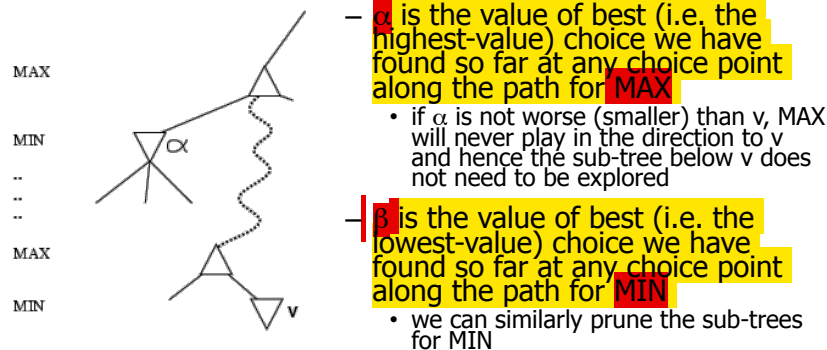 MAX
MIN
..
..
..
MAX
MIN
α
v
– α is the value of best (i.e. the
highest-value) choice we have
found so far at any choice point
along the path for MAX
• if α is not worse (smaller) than v, MAX
will never play in the direction to v
and hence the sub-tree below v does
not need to be explored
– β is the value of best (i.e. the
lowest-value) choice we have
found so far at any choice point
along the path for MIN
• we can similarly prune the sub-trees
for MIN